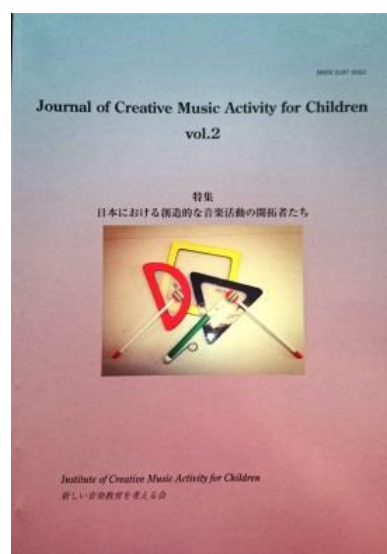 Journal of Creative Music Activity for Children
vol.2
特集
日本における創造的な音楽活動の開拓者たち
Institute of Creative Music Activity for Children
新しい音楽教育を考える会